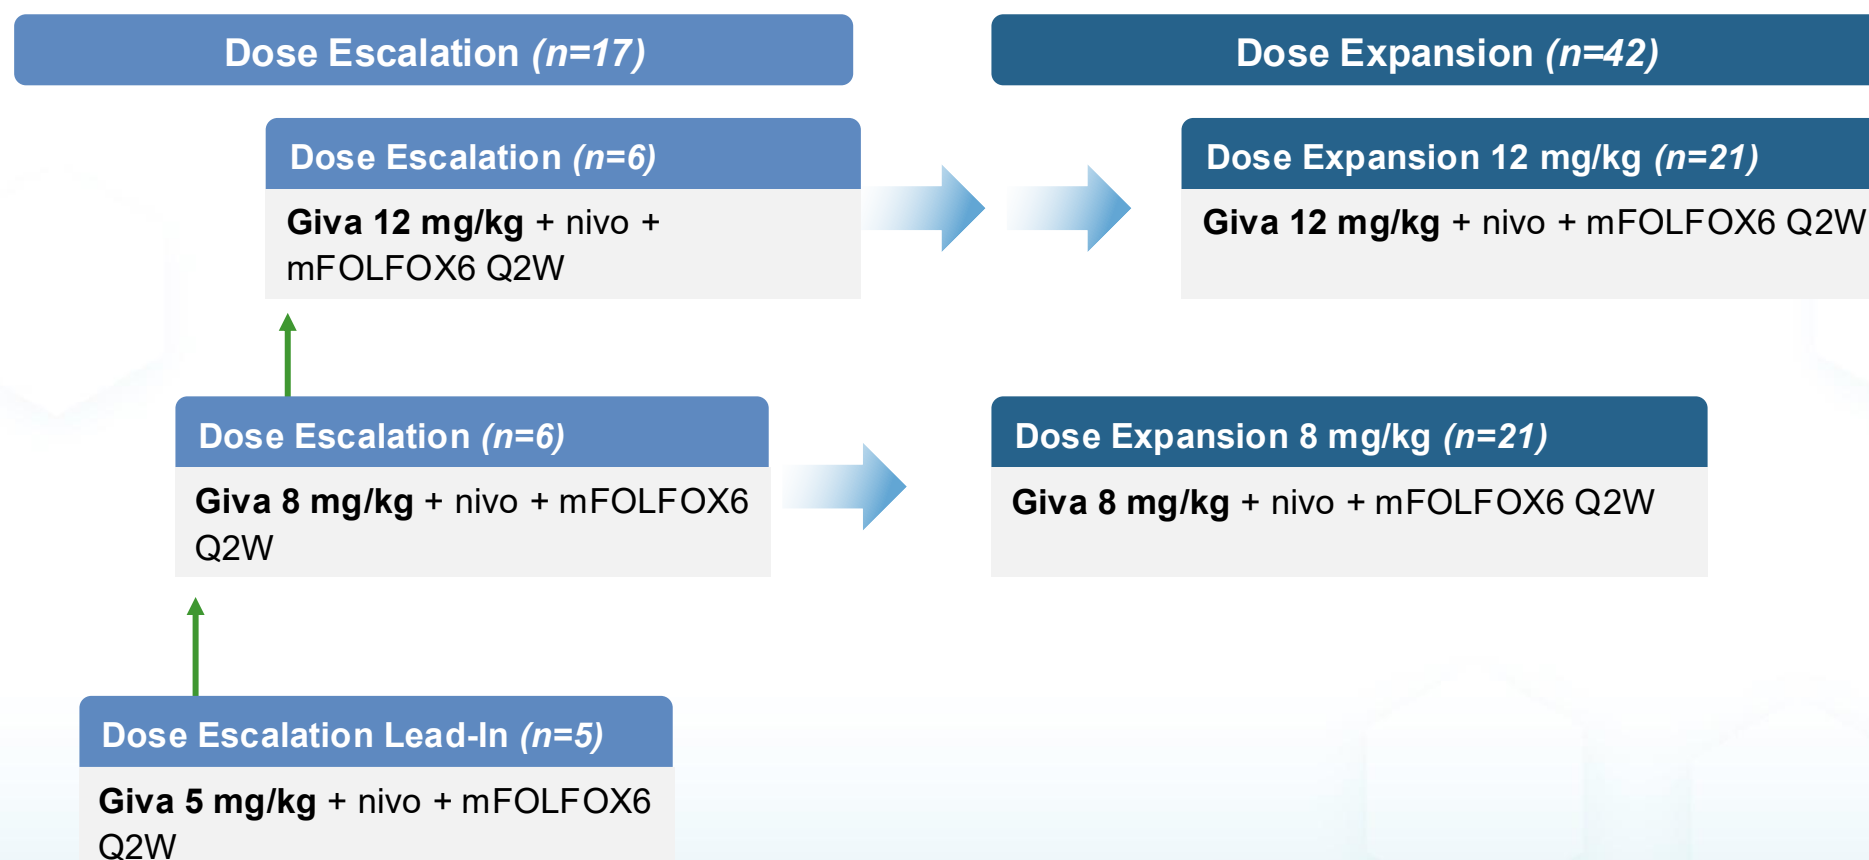 Dose Escalation (n=17)
Dose Expansion (n=42)
Dose Escalation (n=6)
Giva 12 mg/kg + nivo +
mFOLFOX6 Q2W
Dose Expansion 12 mg/kg (n=21)
Giva 12 mg/kg + nivo + mFOLFOX6 Q2W
Dose Escalation (n=6)
Giva 8 mg/kg + nivo + mFOLFOX6
Q2W
Dose Expansion 8 mg/kg (n=21)
Giva 8 mg/kg + nivo + mFOLFOX6 Q2W
Dose Escalation Lead-In (n=5)
Giva 5 mg/kg + nivo + mFOLFOX6
Q2W